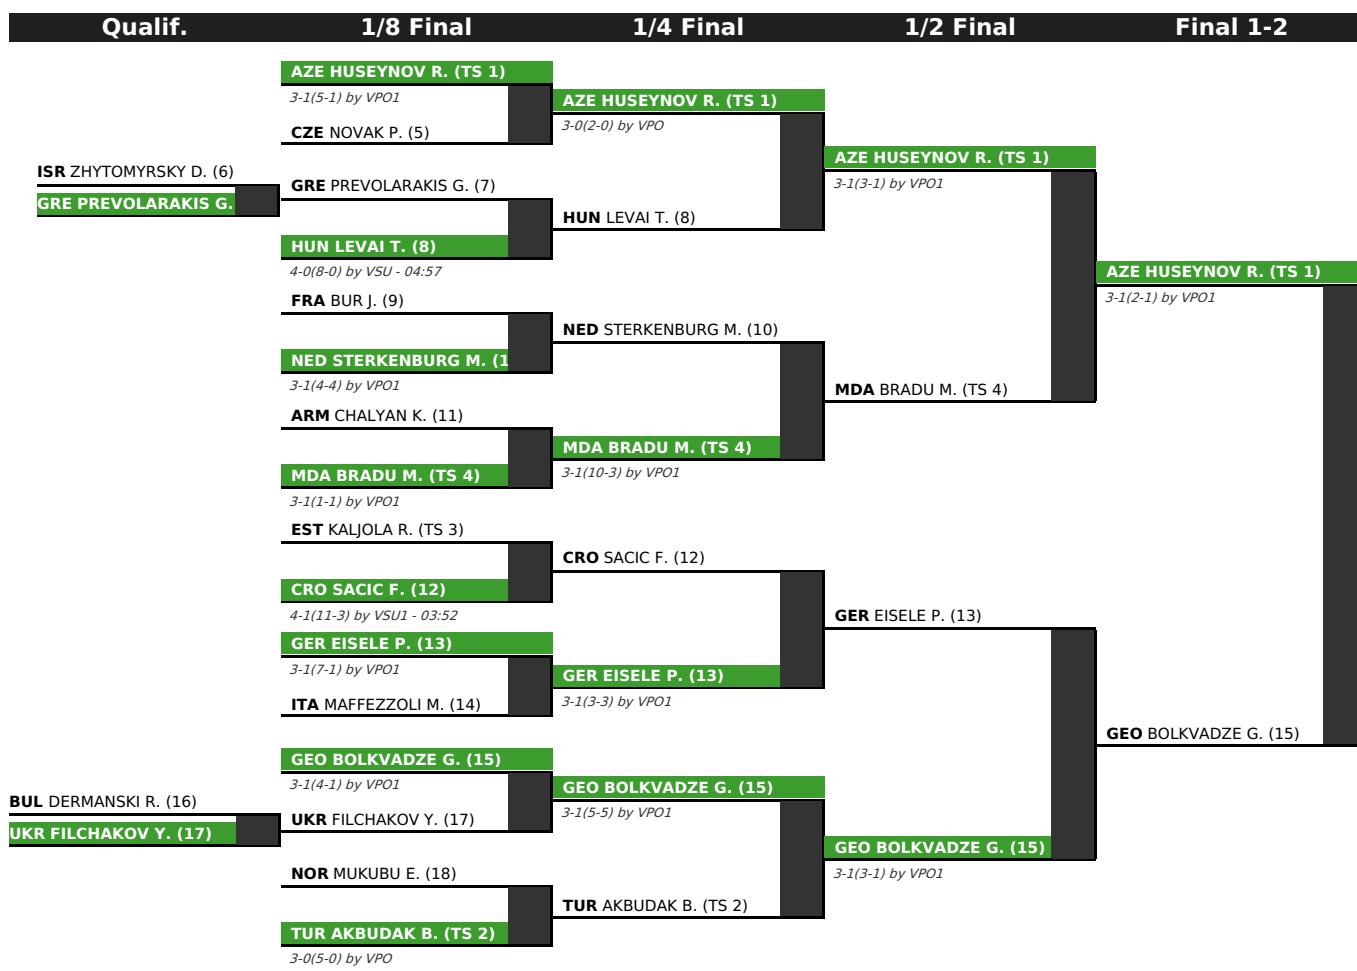 Qualif.
1/8 Final
1/4 Final
1/2 Final
Final 1-2
ISR ZHYTOMYRSKY D. (6)
GRE PREVOLARAKIS G.
BUL DERMANSKI R. (16)
UKR FILCHAKOV Y. (17)
AZE HUSEYNOV R. (TS 1)
3-1(5-1) by VPO1
CZE NOVAK P. (5)
GRE PREVOLARAKIS G. (7)
HUN LEVAI T. (8)
4-0(8-0) by VSU - 04:57
FRA BUR J. (9)
NED STERKENBURG M. (1
3-1(4-4) by VPO1
ARM CHALYAN K. (11)
MDA BRADU M. (TS 4)
3-1(1-1) by VPO1
EST KALJOLA R. (TS 3)
CRO SACIC F. (12)
4-1(11-3) by VSU1 - 03:52
GER EISELE P. (13)
3-1(7-1) by VPO1
ITA MAFFEZZOLI M. (14)
GEO BOLKVADZE G. (15)
3-1(4-1) by VPO1
UKR FILCHAKOV Y. (17)
NOR MUKUBU E. (18)
TUR AKBUDAK B. (TS 2)
3-0(5-0) by VPO
AZE HUSEYNOV R. (TS 1)
3-0(2-0) by VPO
HUN LEVAI T. (8)
NED STERKENBURG M. (10)
MDA BRADU M. (TS 4)
3-1(10-3) by VPO1
CRO SACIC F. (12)
GER EISELE P. (13)
3-1(3-3) by VPO1
GEO BOLKVADZE G. (15)
3-1(5-5) by VPO1
TUR AKBUDAK B. (TS 2)
AZE HUSEYNOV R. (TS 1)
3-1(3-1) by VPO1
MDA BRADU M. (TS 4)
GER EISELE P. (13)
GEO BOLKVADZE G. (15)
3-1(3-1) by VPO1
AZE HUSEYNOV R. (TS 1)
3-1(2-1) by VPO1
GEO BOLKVADZE G. (15)